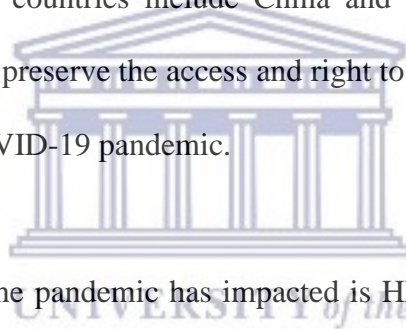 countries include China and
preserve the access and right to
VID-19 pandemic.
he pandemic has impacted is H
UNIVERSITY of the